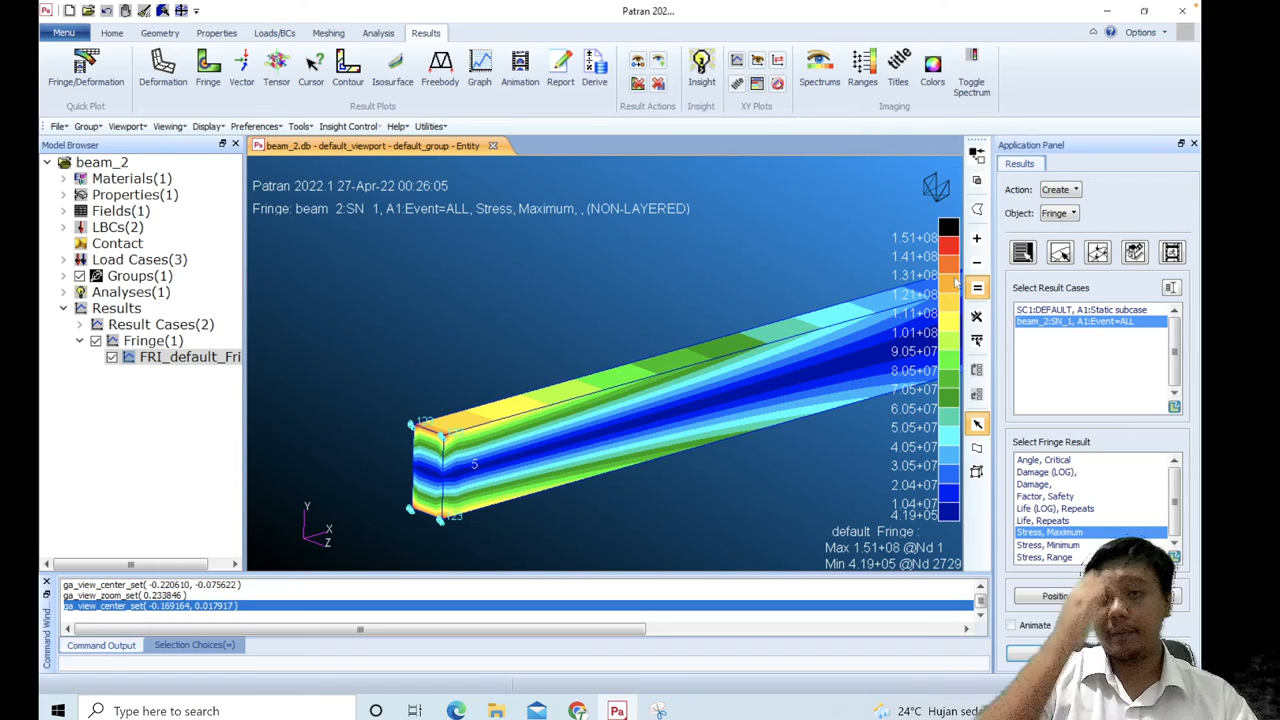 Patran 202...
Menu Home Geometry Properties Loads/BCs Meshing Analysis Results Options
Fringe/Deformation Deformation Fringe Vector Tensor Cursor Contour Isosurface Freebody Graph Animation Report Derive Insight Spectrums Ranges Titles Colors Toggle Spectrum
Quick Plot Result Plots Result Actions Insight XY Plots Imaging
File Group Viewport Viewing Display Preferences Tools Insight Control Help Utilities
Model Browser
beam_2
Materials(1)
Properties(1)
Fields(1)
LBCs(2)
Contact
Load Cases(3)
Groups(1)
Analyses(1)
Results
Result Cases(2)
Fringe(1)
FRI_default_Fri
beam_2.db - default_viewport - default_group - Entity
Patran 2022.1 27-Apr-22 00:26:05
Fringe: beam 2:SN 1, A1:Event=ALL, Stress, Maximum, , (NON-LAYERED)
1.51+08
1.41+08
1.31+08
1.21+08
1.11+08
1.01+08
9.05+07
8.05+07
7.05+07
6.05+07
5.05+07
4.05+07
3.05+07
2.04+07
1.04+07
4.19+05
default Fringe :
Max 1.51+08 @Nd 1
Min 4.19+05 @Nd 2729
5
Y
X
Z
Application Panel
Results
Action: Create
Object: Fringe
Select Result Cases
SC1:DEFAULT, A1:Static subcase
beam_2:SN_1, A1:Event=ALL
Select Fringe Result
Angle, Critical
Damage (LOG),
Damage,
Factor, Safety
Life (LOG), Repeats
Life, Repeats
Stress, Maximum
Stress, Minimum
Stress, Range
Animate
ga_view_center_set( -0.220610, -0.075622 )
ga_view_zoom_set( 0.233846 )
ga_view_center_set( -0.169164, 0.017917 )
Command Output Selection Choices(=)
Command Wind
Type here to search
24°C Hujan